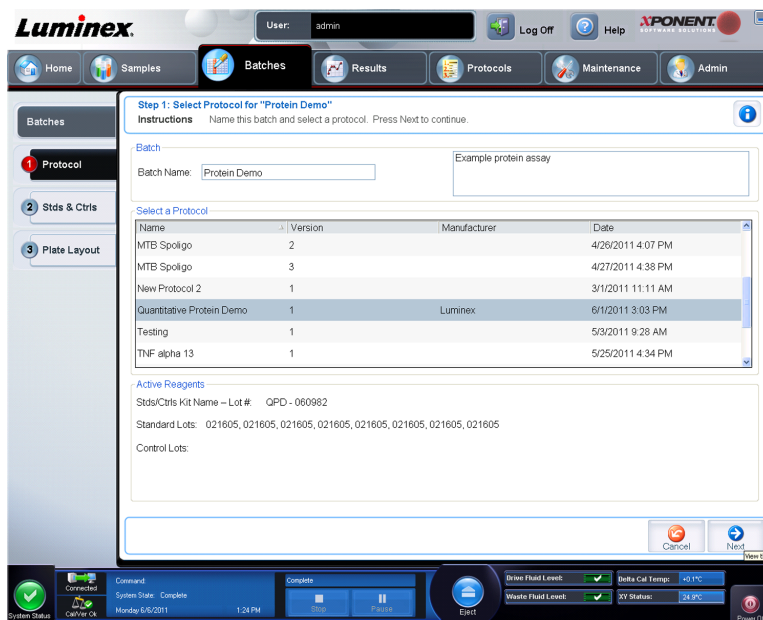 Luminex.
User: admin
Log Off
Help
XPONENT.
SOFTWARE SOLUTIONS
Home
Samples
Batches
Results
Protocols
Maintenance
Admin
Batches
1 Protocol
2 Stds & Ctrls
3 Plate Layout
Step 1: Select Protocol for "Protein Demo"
Instructions Name this batch and select a protocol. Press Next to continue.
Batch
Batch Name: Protein Demo
Example protein assay
Select a Protocol
Name Version Manufacturer Date
MTB Spoligo 2 4/26/2011 4:07 PM
MTB Spoligo 3 4/27/2011 4:38 PM
New Protocol 2 1 3/1/2011 11:11 AM
Quantitative Protein Demo 1 Luminex 6/1/2011 3:03 PM
Testing 1 5/3/2011 9:28 AM
TNF alpha 13 1 5/25/2011 4:34 PM
Active Reagents
Stds/Ctrls Kit Name – Lot #: QPD - 060982
Standard Lots: 021605, 021605, 021605, 021605, 021605, 021605, 021605, 021605
Control Lots:
Cancel
Next
View t
System Status
Connected
Cal/Ver Ok
Command:
System State: Complete
Monday 6/6/2011 1:24 PM
Complete
Stop
Pause
Eject
Drive Fluid Level:
Waste Fluid Level:
Delta Cal Temp: +0.1°C
XY Status: 24.9°C
Power O